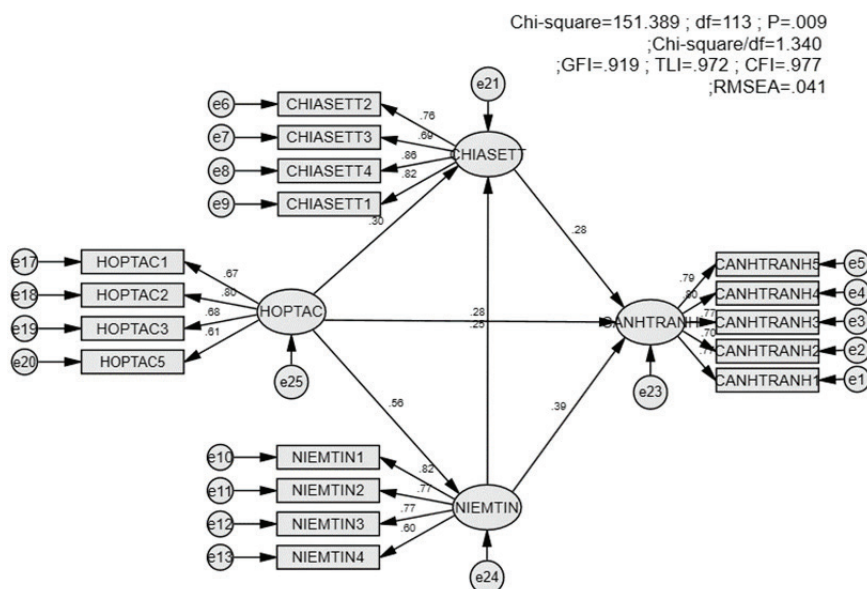 Chi-square=151.389 ; df=113 ; P=.009
;Chi-square/df=1.340
;GFI=.919 ; TLI=.972 ; CFI=.977
;RMSEA=.041
e21
e6
CHIASETT2
.76
e7
CHIASETT3
.69
CHIASETT
e8
CHIASETT4
.86
e9
CHIASETT1
.82
.30
.28
e17
HOPTAC1
.67
e18
HOPTAC2
.80
HOPTAC
e19
HOPTAC3
.68
e20
HOPTAC5
.61
e25
.28
.25
CANHTRANH
e23
.79
CANHTRANH5
e5
.80
CANHTRANH4
e4
.77
CANHTRANH3
e3
.70
CANHTRANH2
e2
.77
CANHTRANH1
e1
.56
.39
e10
NIEMTIN1
.82
e11
NIEMTIN2
.77
NIEMTIN
e12
NIEMTIN3
.77
e13
NIEMTIN4
.60
e24